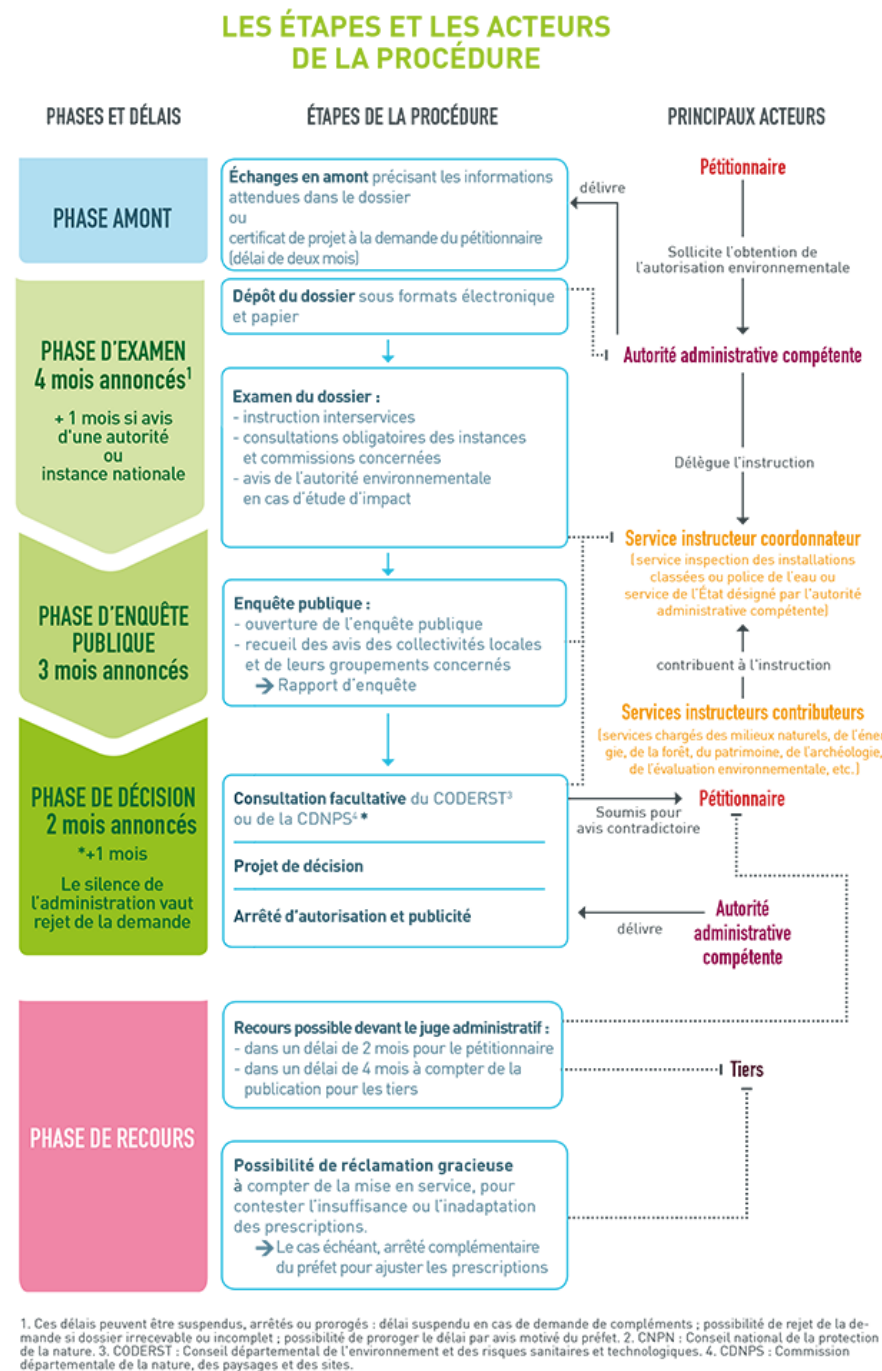 LES ÉTAPES ET LES ACTEURS
DE LA PROCÉDURE
PHASES ET DÉLAIS
ÉTAPES DE LA PROCÉDURE
PRINCIPAUX ACTEURS
PHASE AMONT
Échanges en amont précisant les informations
attendues dans le dossier
ou
certificat de projet à la demande du pétitionnaire
(délai de deux mois)
délivre
Pétitionnaire
Sollicite l'obtention de
l'autorisation environnementale
Autorité administrative compétente
PHASE D'EXAMEN
4 mois annoncés¹
+ 1 mois si avis
d'une autorité
ou
instance nationale
Dépôt du dossier sous formats électronique
et papier
Examen du dossier :
- instruction interservices
- consultations obligatoires des instances
et commissions concernées
- avis de l'autorité environnementale
en cas d'étude d'impact
Délègue l'instruction
Service instructeur coordonnateur
(service inspection des installations
classées ou police de l'eau ou
service de l'État désigné par l'autorité
administrative compétente)
PHASE D'ENQUÊTE
PUBLIQUE
3 mois annoncés
Enquête publique :
- ouverture de l'enquête publique
- recueil des avis des collectivités locales
et de leurs groupements concernés
→ Rapport d'enquête
contribuent à l'instruction
Services instructeurs contributeurs
(services chargés des milieux naturels, de l'éner
gie, de la forêt, du patrimoine, de l'archéologie,
de l'évaluation environnementale, etc.)
PHASE DE DÉCISION
2 mois annoncés
*+1 mois
Le silence de
l'administration vaut
rejet de la demande
Consultation facultative du CODERST³
ou de la CDNPS⁴ *
Projet de décision
Arrêté d'autorisation et publicité
Soumis pour
avis contradictoire
Pétitionnaire
délivre
Autorité
administrative
compétente
PHASE DE RECOURS
Recours possible devant le juge administratif :
- dans un délai de 2 mois pour le pétitionnaire
- dans un délai de 4 mois à compter de la
publication pour les tiers
Tiers
Possibilité de réclamation gracieuse
à compter de la mise en service, pour
contester l'insuffisance ou l'inadaptation
des prescriptions.
→ Le cas échéant, arrêté complémentaire
du préfet pour ajuster les prescriptions
1. Ces délais peuvent être suspendus, arrêtés ou prorogés : délai suspendu en cas de demande de compléments ; possibilité de rejet de la de-
mande si dossier irrecevable ou incomplet ; possibilité de proroger le délai par avis motivé du préfet. 2. CNPN : Conseil national de la protection
de la nature. 3. CODERST : Conseil départemental de l'environnement et des risques sanitaires et technologiques. 4. CDNPS : Commission
départementale de la nature, des paysages et des sites.